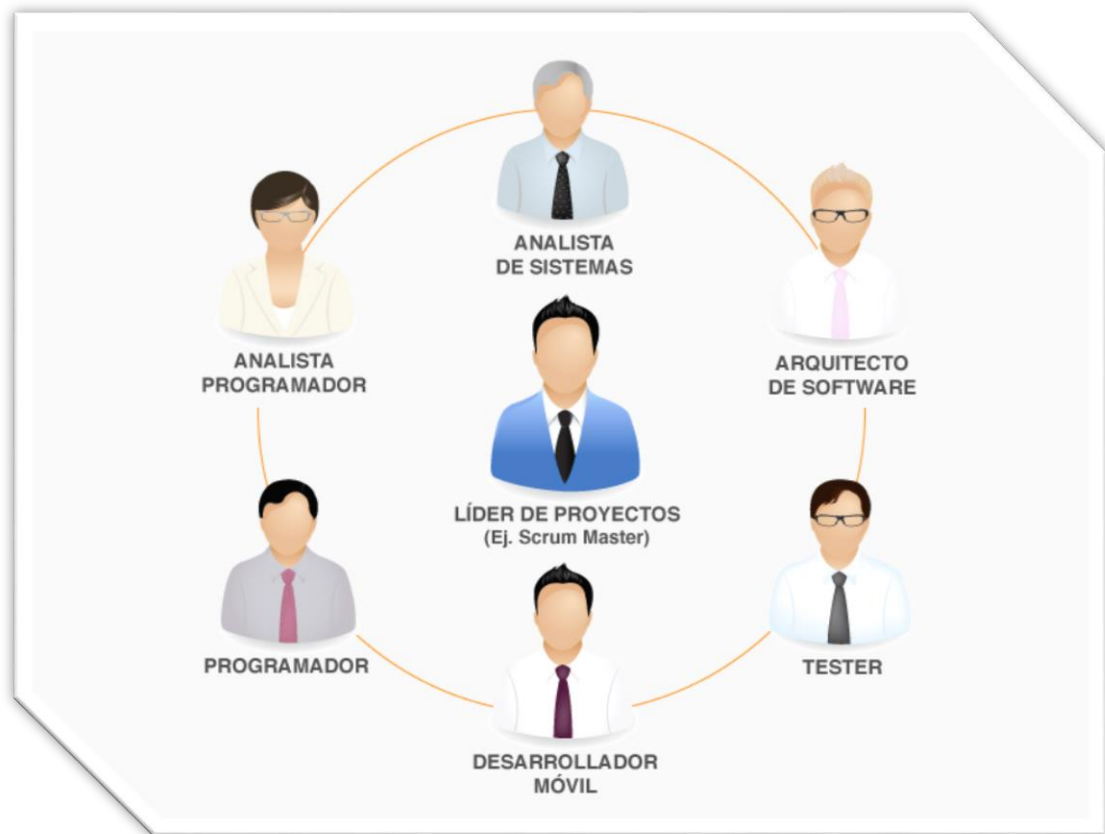 ANALISTA
DE SISTEMAS
ANALISTA
PROGRAMADOR
ARQUITECTO
DE SOFTWARE
LÍDER DE PROYECTOS
(Ej. Scrum Master)
PROGRAMADOR
TESTER
DESARROLLADOR
MÓVIL